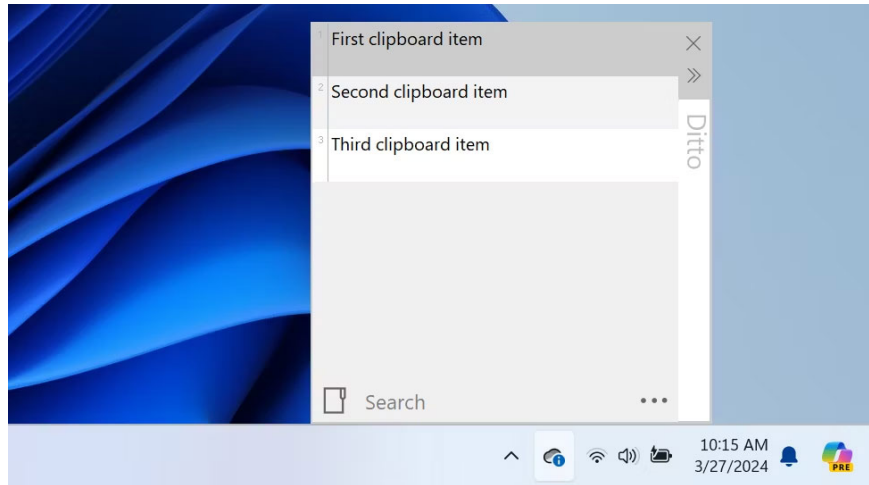 1 First clipboard item
2 Second clipboard item
3 Third clipboard item
Ditto
Search
10:15 AM
3/27/2024
PRE